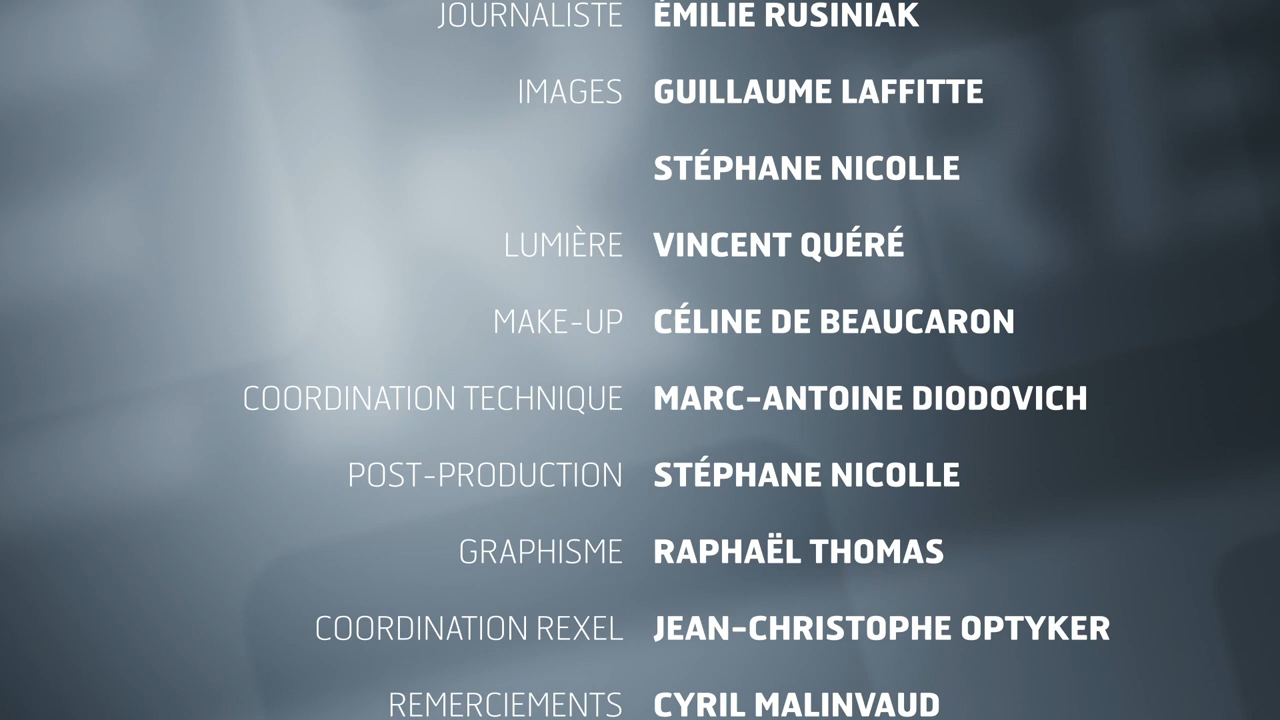 JOURNALISTE ÉMILIE RUSINIAK
IMAGES GUILLAUME LAFFITTE
STÉPHANE NICOLLE
LUMIÈRE VINCENT QUÉRÉ
MAKE-UP CÉLINE DE BEAUCARON
COORDINATION TECHNIQUE MARC-ANTOINE DIODOVICH
POST-PRODUCTION STÉPHANE NICOLLE
GRAPHISME RAPHAËL THOMAS
COORDINATION REXEL JEAN-CHRISTOPHE OPTYKER
REMERCIEMENTS CYRIL MALINVAUD